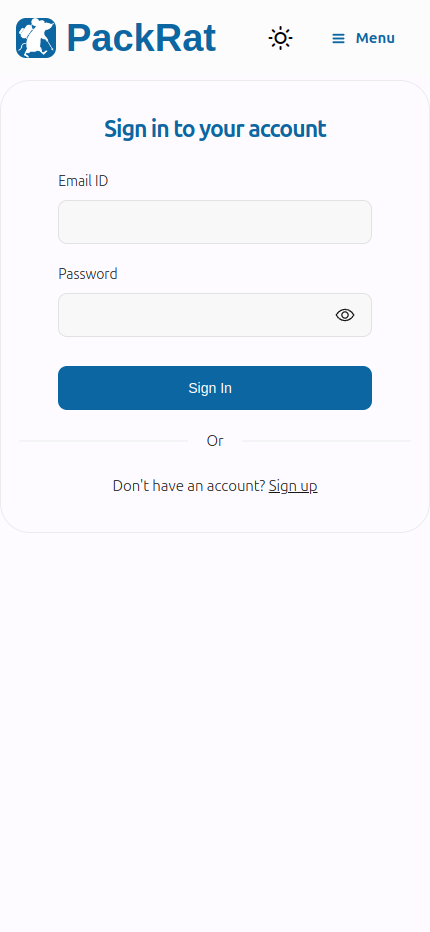 PackRat
Menu
Sign in to your account
Email ID
Password
Sign In
Or
Don't have an account? Sign up